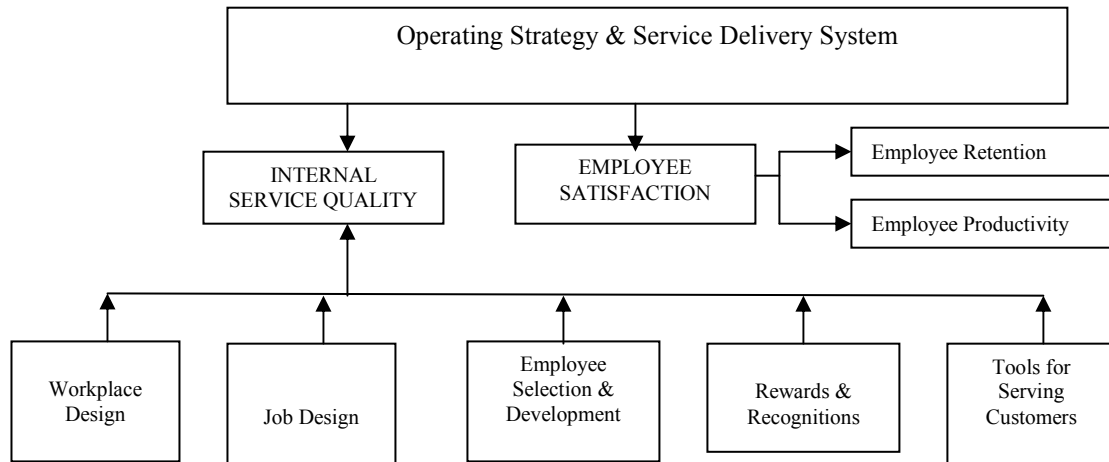 Operating Strategy & Service Delivery System
INTERNAL
SERVICE QUALITY
EMPLOYEE
SATISFACTION
Employee Retention
Employee Productivity
Workplace
Design
Job Design
Employee
Selection &
Development
Rewards &
Recognitions
Tools for
Serving
Customers